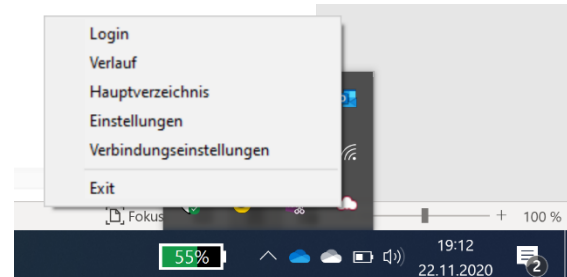 Login
Verlauf
Hauptverzeichnis
Einstellungen
Verbindungseinstellungen
Exit
Fokus
100 %
55%
19:12
22.11.2020
2